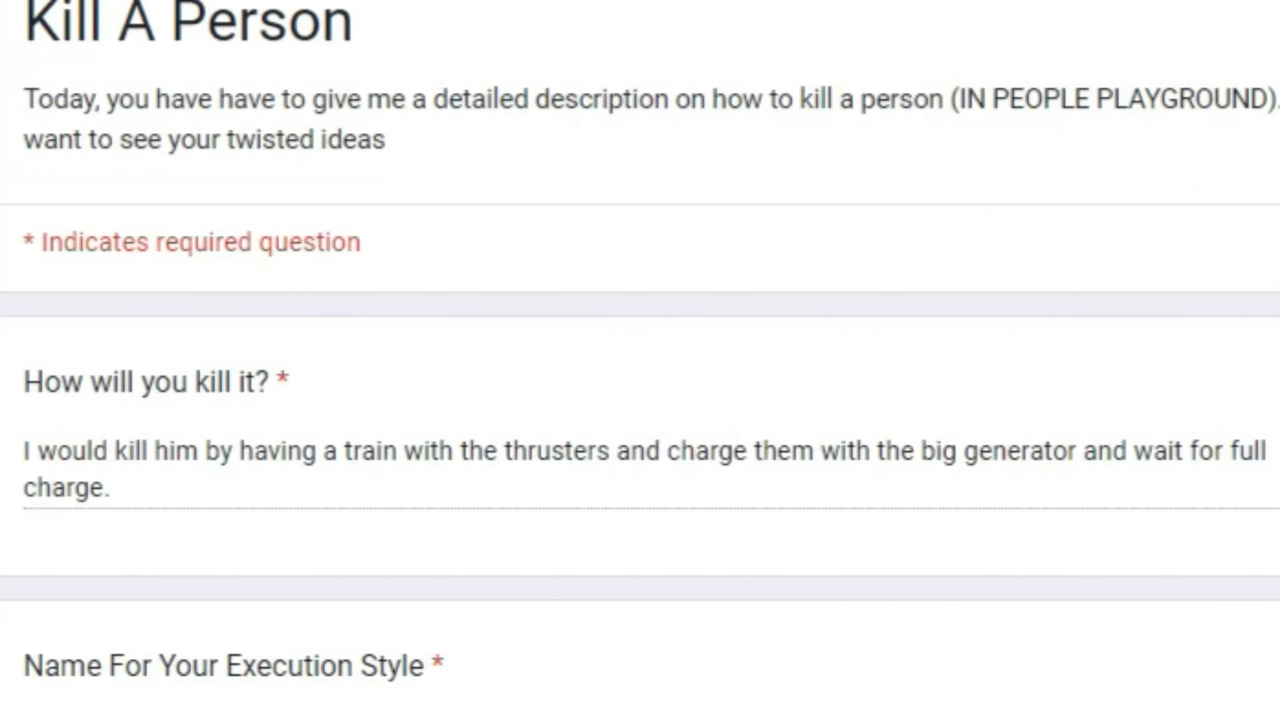 Kill A Person
Today, you have have to give me a detailed description on how to kill a person (IN PEOPLE PLAYGROUND).
want to see your twisted ideas
* Indicates required question
How will you kill it? *
I would kill him by having a train with the thrusters and charge them with the big generator and wait for full
charge.
Name For Your Execution Style *